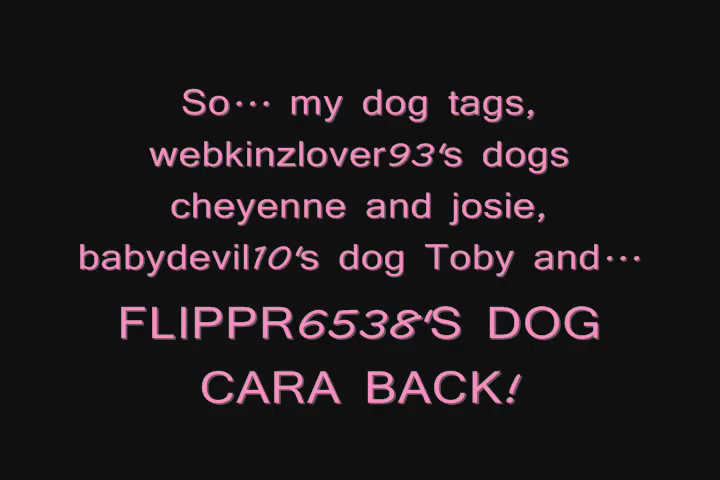 So… my dog tags,
webkinzlover93's dogs
cheyenne and josie,
babydevil10's dog Toby and…
FLIPPR6538'S DOG
CARA BACK!